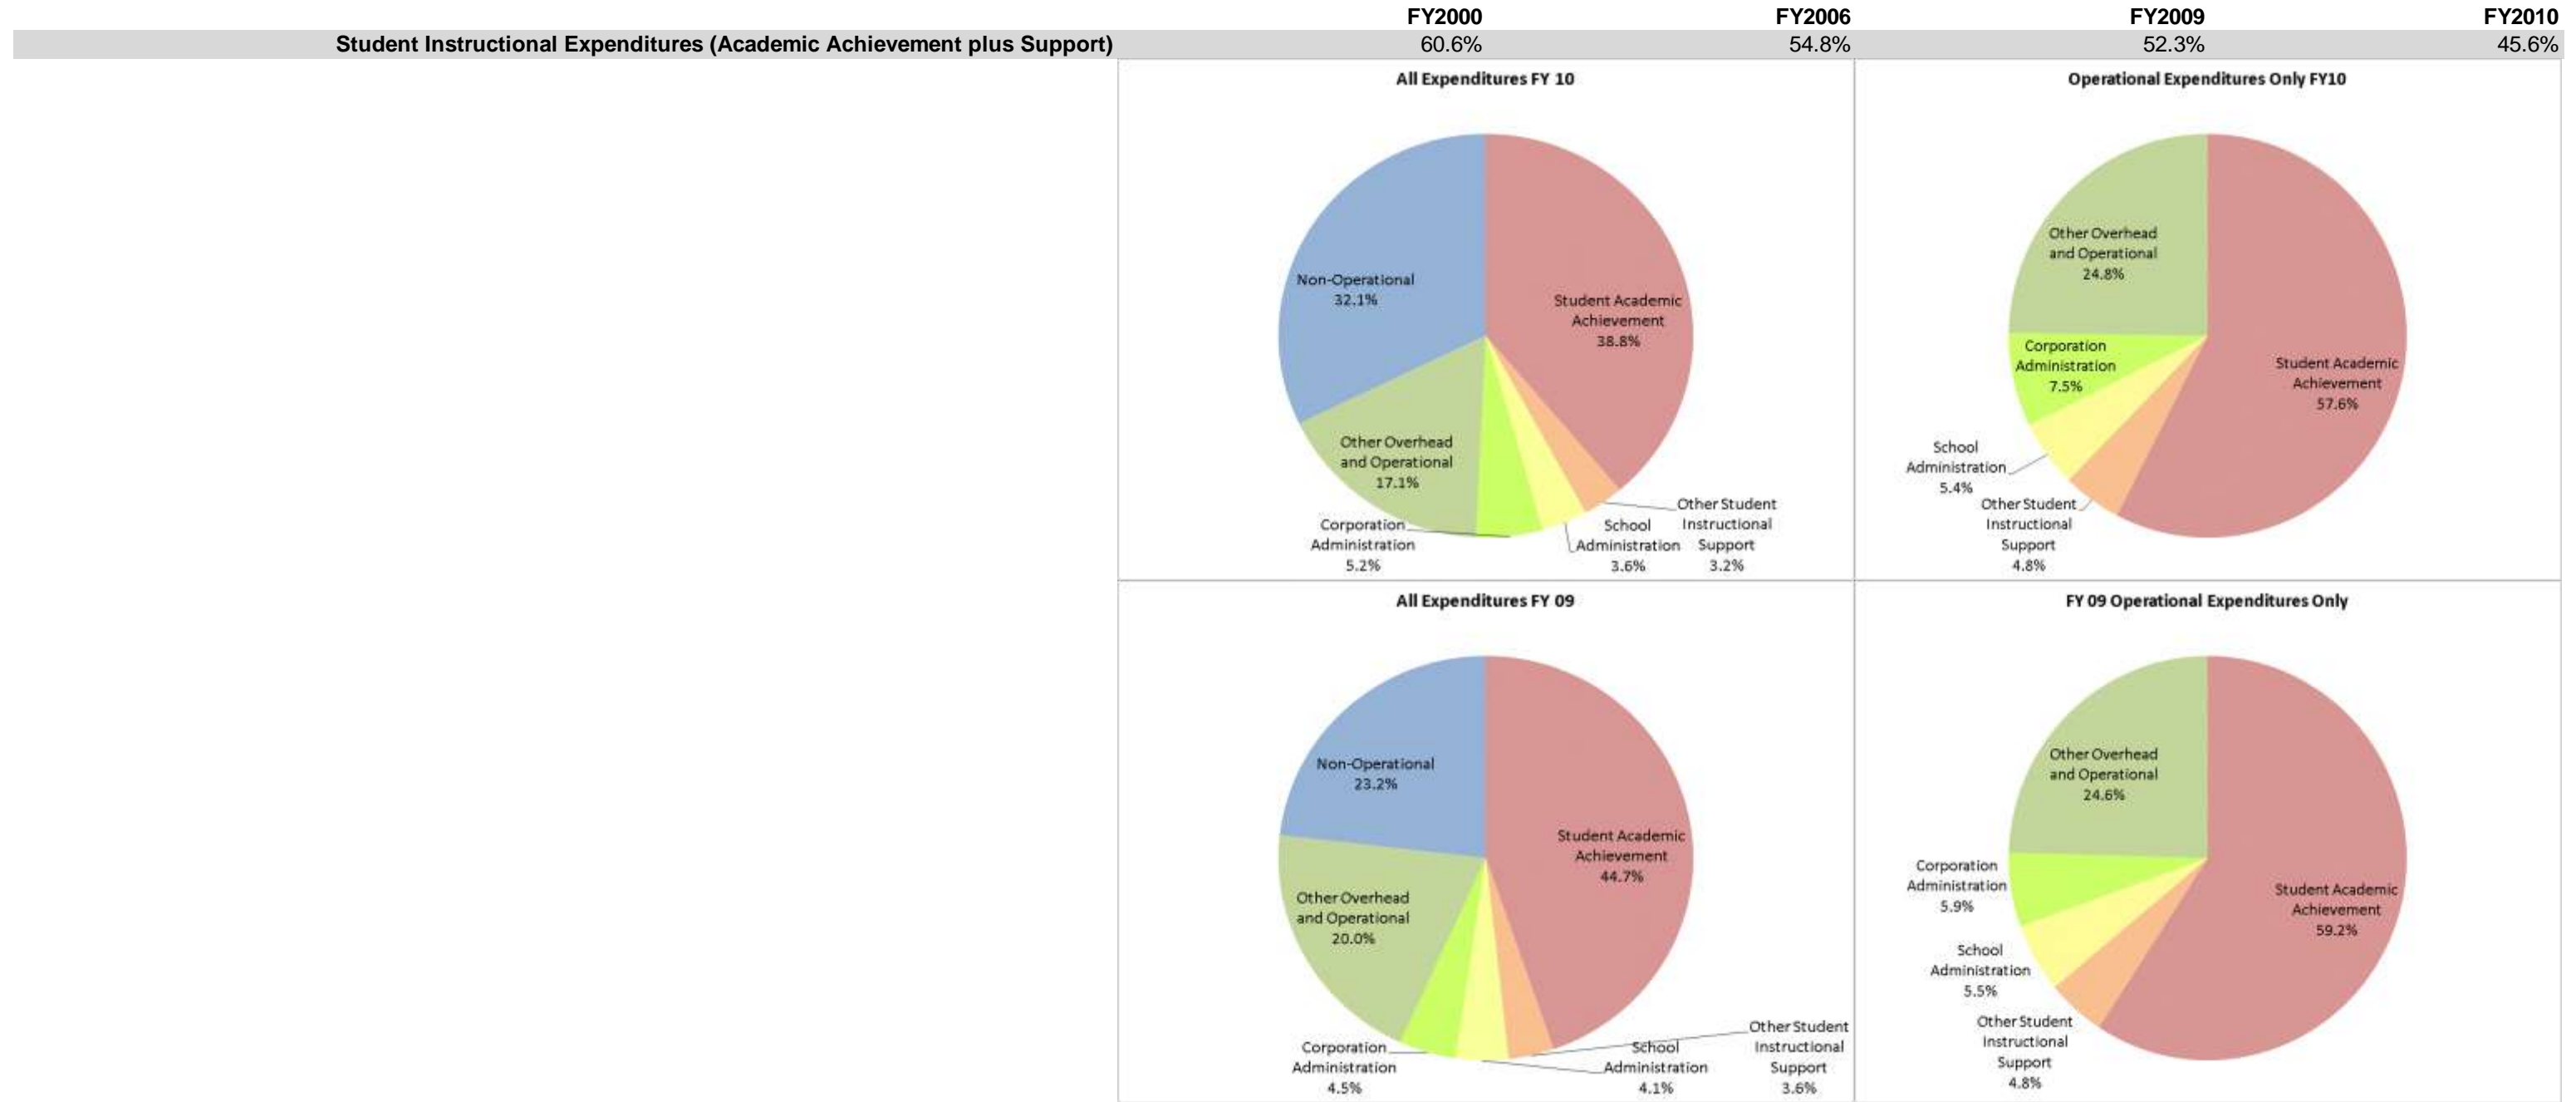 FY2000 FY2006 FY2009 FY2010
Student Instructional Expenditures (Academic Achievement plus Support) 60.6% 54.8% 52.3% 45.6%
All Expenditures FY 10
Non-Operational
32.1%
Student Academic
Achievement
38.8%
Other Overhead
and Operational
17.1%
Corporation
Administration
5.2%
School
Administration
3.6%
Other Student
Instructional
Support
3.2%
Operational Expenditures Only FY10
Other Overhead
and Operational
24.8%
Corporation
Administration
7.5%
Student Academic
Achievement
57.6%
School
Administration
5.4%
Other Student
Instructional
Support
4.8%
All Expenditures FY 09
Non-Operational
23.2%
Student Academic
Achievement
44.7%
Other Overhead
and Operational
20.0%
Corporation
Administration
4.5%
School
Administration
4.1%
Other Student
Instructional
Support
3.6%
FY 09 Operational Expenditures Only
Other Overhead
and Operational
24.6%
Corporation
Administration
5.9%
Student Academic
Achievement
59.2%
School
Administration
5.5%
Other Student
Instructional
Support
4.8%